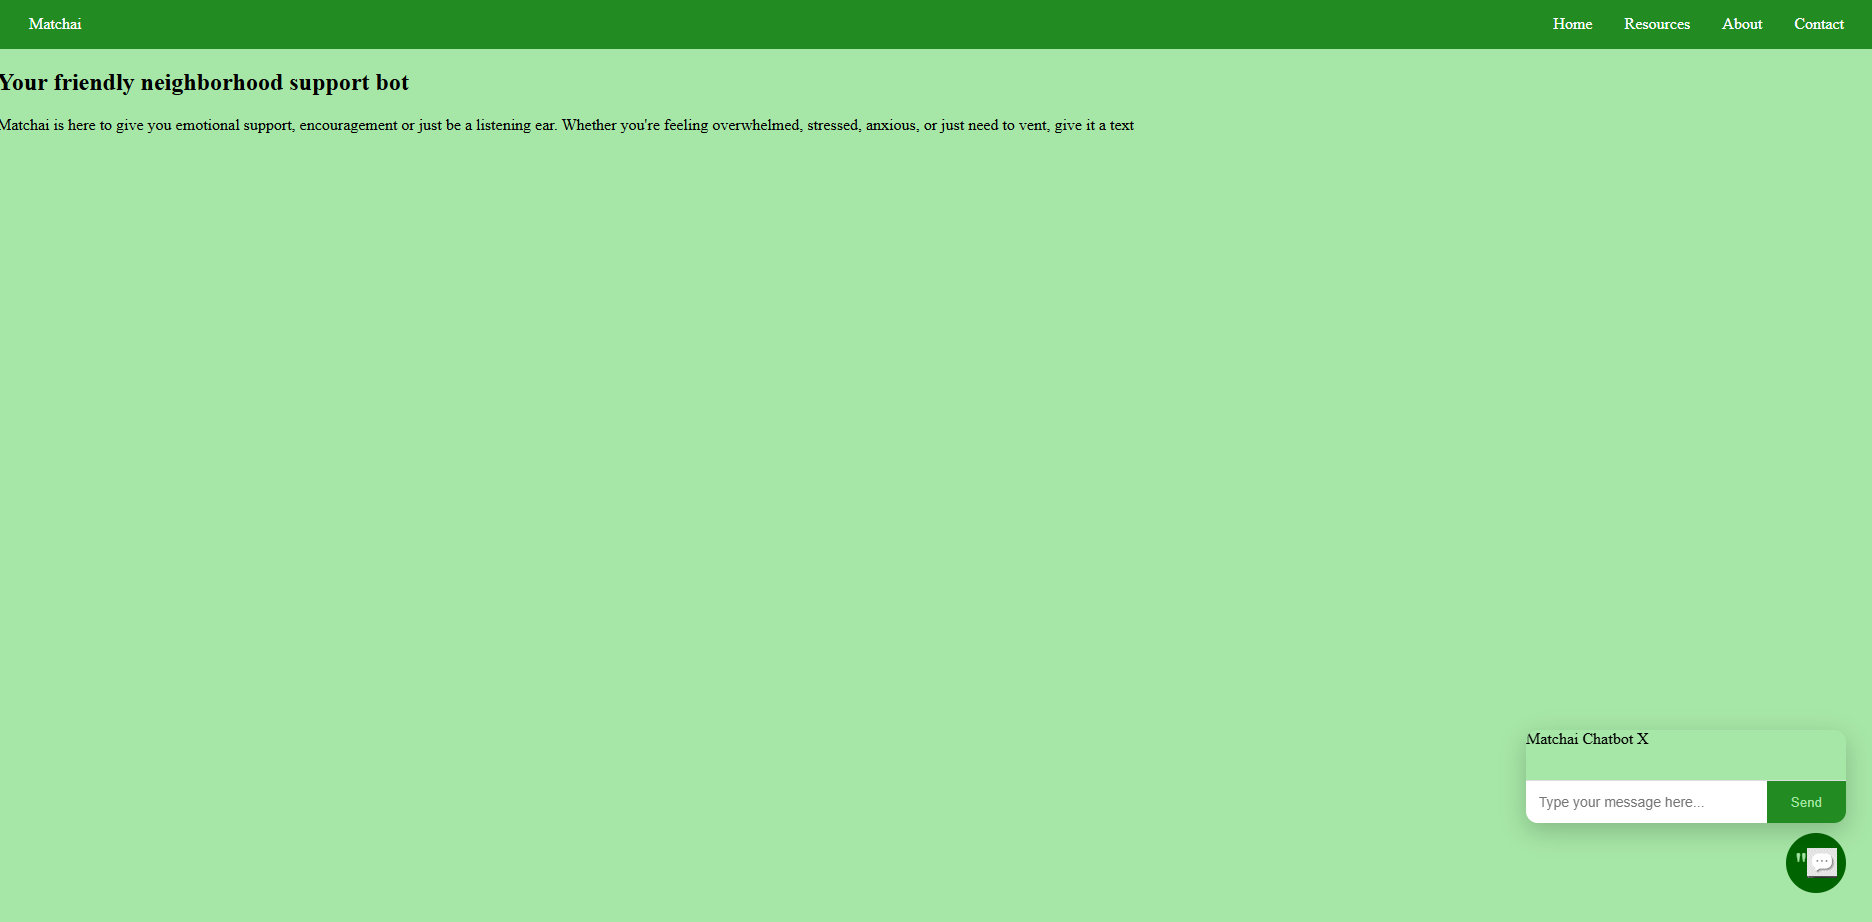 Matchai Home Resources About Contact
Your friendly neighborhood support bot
Matchai is here to give you emotional support, encouragement or just be a listening ear. Whether you're feeling overwhelmed, stressed, anxious, or just need to vent, give it a text
Matchai Chatbot X
Type your message here... Send
"💬